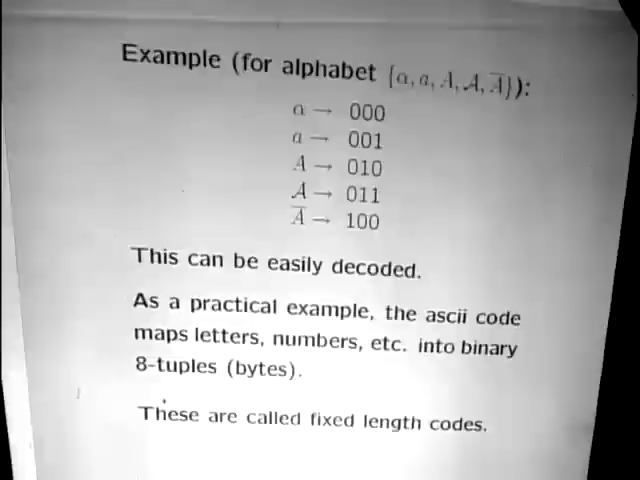 Example (for alphabet {α, a, A, 𝒜, A̅}):
α → 000
a → 001
A → 010
𝒜 → 011
A̅ → 100
This can be easily decoded.
As a practical example, the ascii code
maps letters, numbers, etc. into binary
8-tuples (bytes).
These are called fixed length codes.